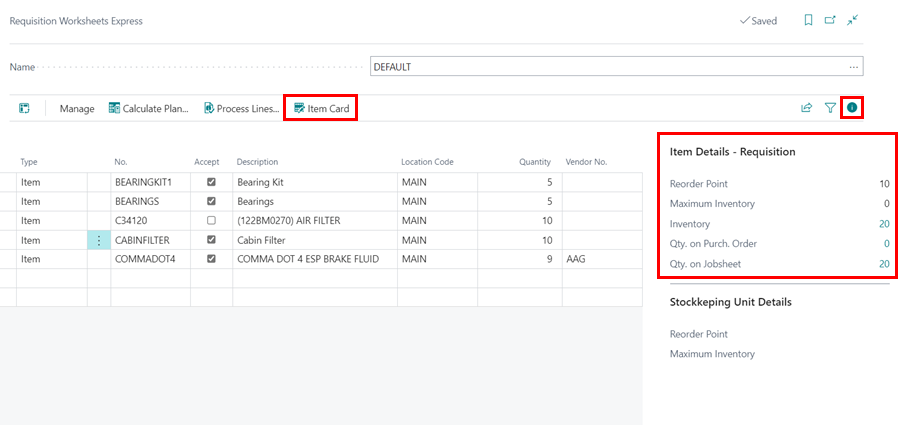 Requisition Worksheets Express
Saved
Name
DEFAULT
...
Manage
Calculate Plan...
Process Lines...
Item Card
Type No. Accept Description Location Code Quantity Vendor No.
Item BEARINGKIT1 Bearing Kit MAIN 5
Item BEARINGS Bearings MAIN 5
Item C34120 (122BM0270) AIR FILTER MAIN 10
Item CABINFILTER Cabin Filter MAIN 10
Item COMMADOT4 COMMA DOT 4 ESP BRAKE FLUID MAIN 9 AAG
Item Details - Requisition
Reorder Point 10
Maximum Inventory 0
Inventory 20
Qty. on Purch. Order 0
Qty. on Jobsheet 20
Stockkeping Unit Details
Reorder Point
Maximum Inventory